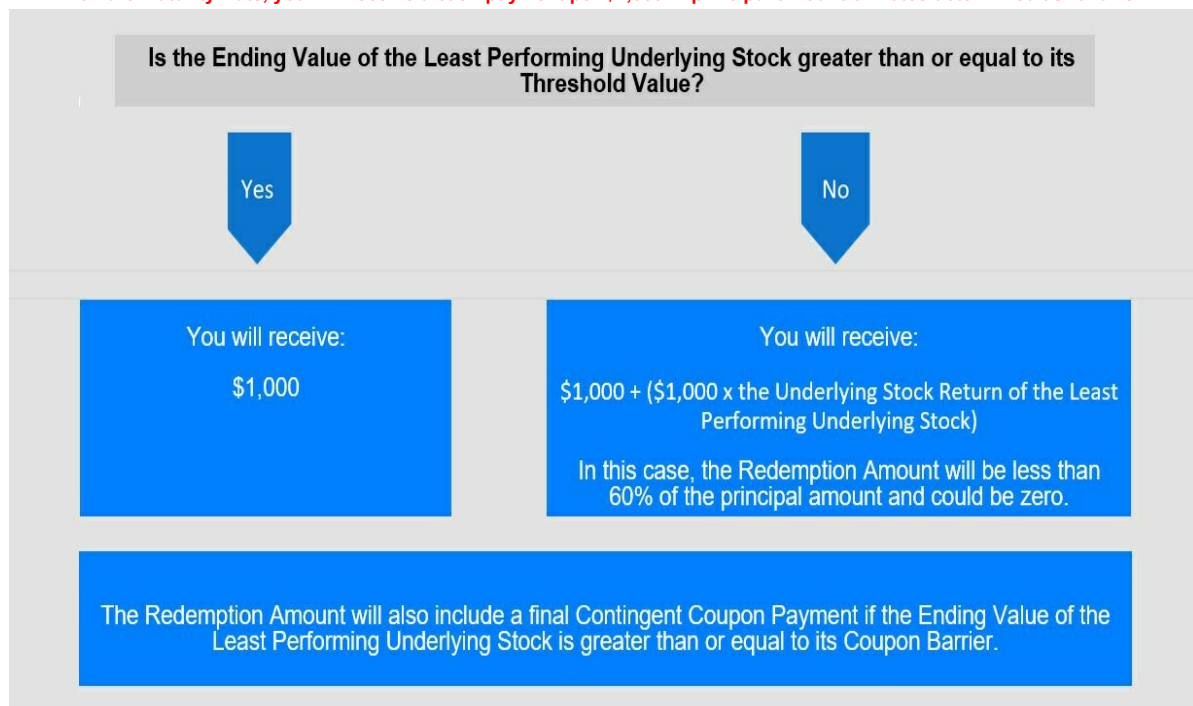 Is the Ending Value of the Least Performing Underlying Stock greater than or equal to its
Threshold Value?
Yes
No
You will receive:
$1,000
You will receive:
$1,000 + ($1,000 x the Underlying Stock Return of the Least
Performing Underlying Stock)
In this case, the Redemption Amount will be less than
60% of the principal amount and could be zero.
The Redemption Amount will also include a final Contingent Coupon Payment if the Ending Value of the
Least Performing Underlying Stock is greater than or equal to its Coupon Barrier.